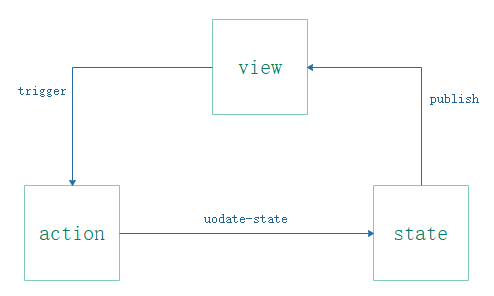 view
trigger
publish
uodate-state
action
state